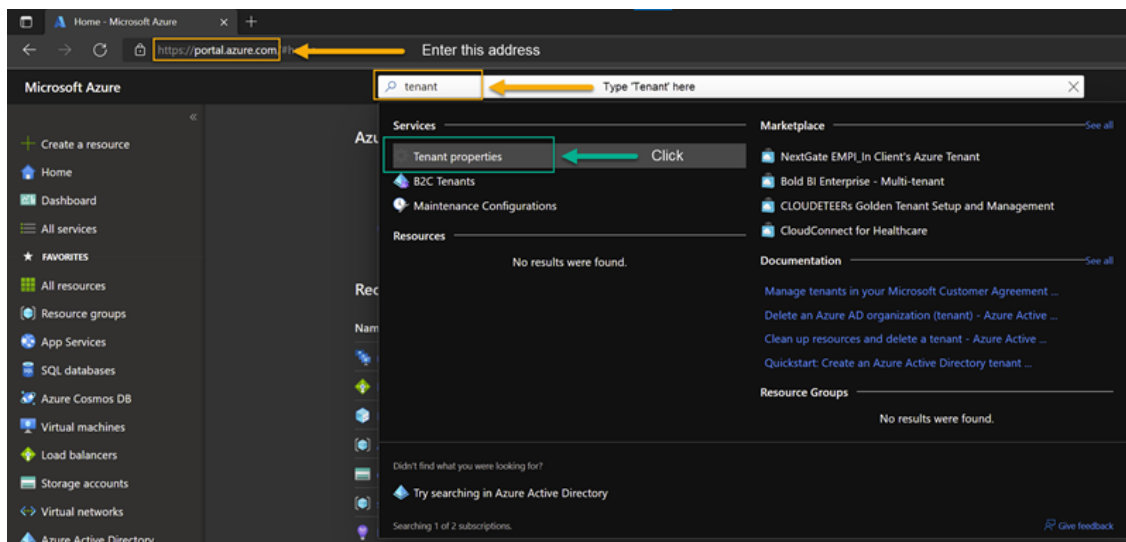 Home - Microsoft Azure
https://portal.azure.com/#h
Enter this address
Microsoft Azure
tenant
Type 'Tenant' here
Create a resource
Home
Dashboard
All services
FAVORITES
All resources
Resource groups
App Services
SQL databases
Azure Cosmos DB
Virtual machines
Load balancers
Storage accounts
Virtual networks
Azure Active Directory
Azu
Rec
Nam
Services
Tenant properties
Click
B2C Tenants
Maintenance Configurations
Resources
No results were found.
Marketplace
See all
NextGate EMPI_In Client's Azure Tenant
Bold BI Enterprise - Multi-tenant
CLOUDETEERs Golden Tenant Setup and Management
CloudConnect for Healthcare
Documentation
See all
Manage tenants in your Microsoft Customer Agreement ...
Delete an Azure AD organization (tenant) - Azure Active ...
Clean up resources and delete a tenant - Azure Active ...
Quickstart: Create an Azure Active Directory tenant ...
Resource Groups
No results were found.
Didn't find what you were looking for?
Try searching in Azure Active Directory
Searching 1 of 2 subscriptions.
Give feedback